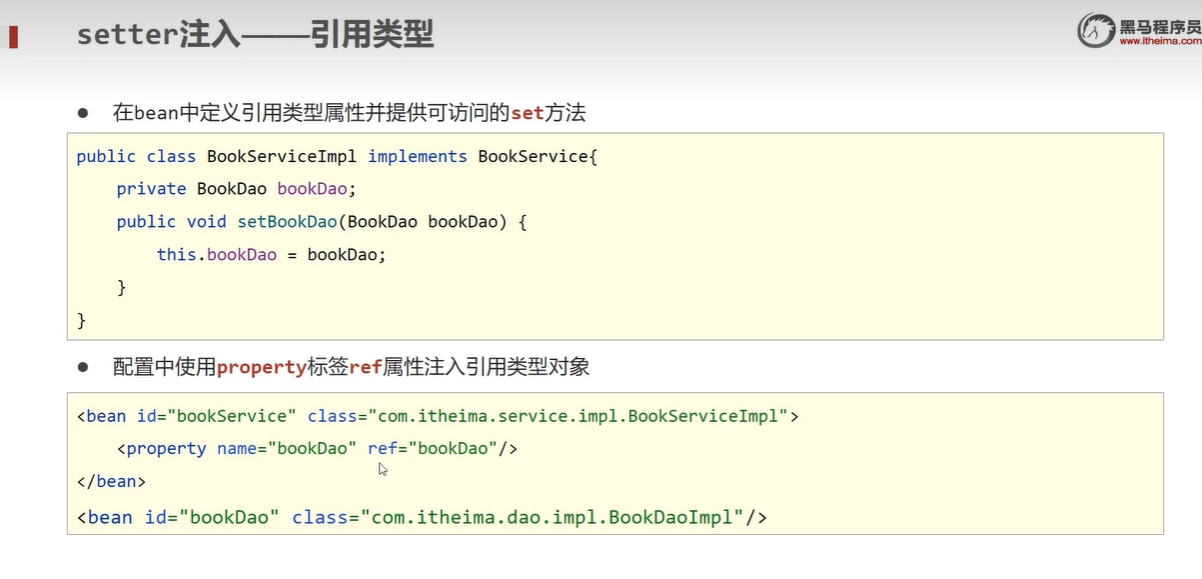 setter注入————引用类型
黑马程序员
www.itheima.com
● 在bean中定义引用类型属性并提供可访问的set方法
public class BookServiceImpl implements BookService{
    private BookDao bookDao;
    public void setBookDao(BookDao bookDao) {
        this.bookDao = bookDao;
    }
}
● 配置中使用property标签ref属性注入引用类型对象
<bean id="bookService" class="com.itheima.service.impl.BookServiceImpl">
    <property name="bookDao" ref="bookDao"/>
</bean>
<bean id="bookDao" class="com.itheima.dao.impl.BookDaoImpl"/>